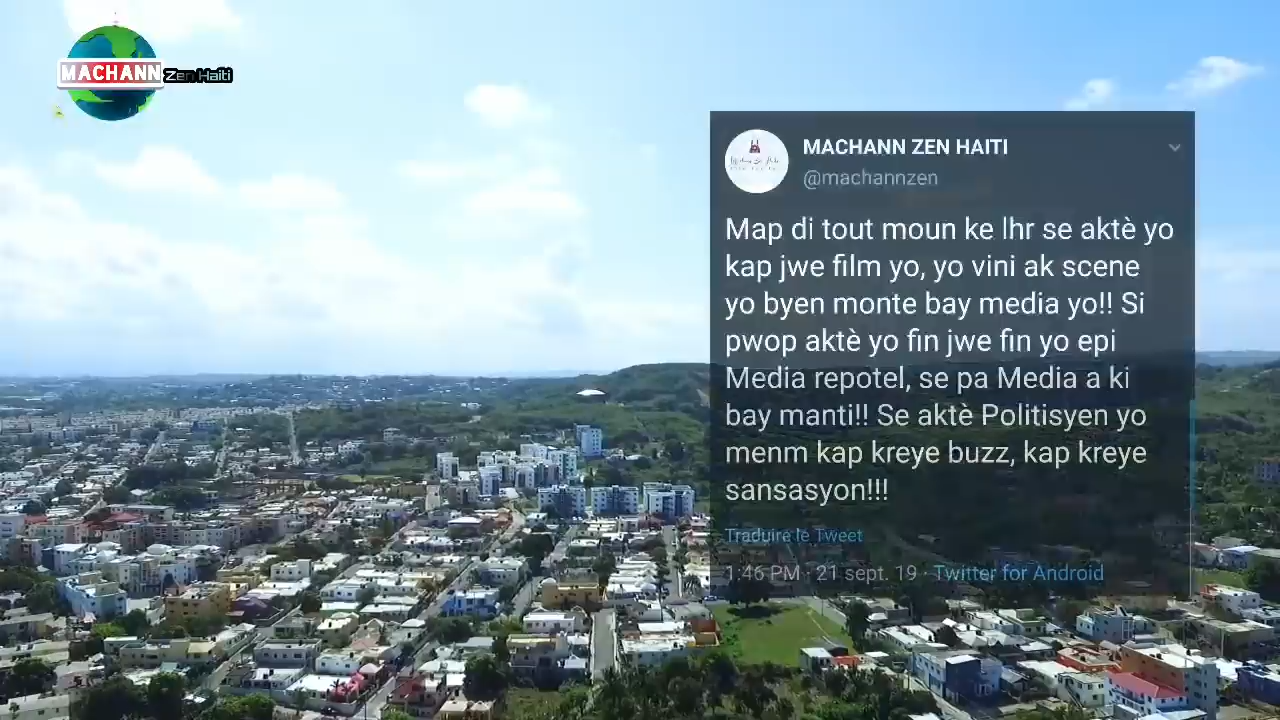 MACHANN Zen Haiti
MACHANN ZEN HAITI
@machannzen
Map di tout moun ke lhr se aktè yo
kap jwe film yo, yo vini ak scene
yo byen monte bay media yo!! Si
pwop aktè yo fin jwe fin yo epi
Media repotel, se pa Media a ki
bay manti!! Se aktè Politisyen yo
menm kap kreye buzz, kap kreye
sansasyon!!!
Traduire le Tweet
1:46 PM · 21 sept. 19 · Twitter for Android